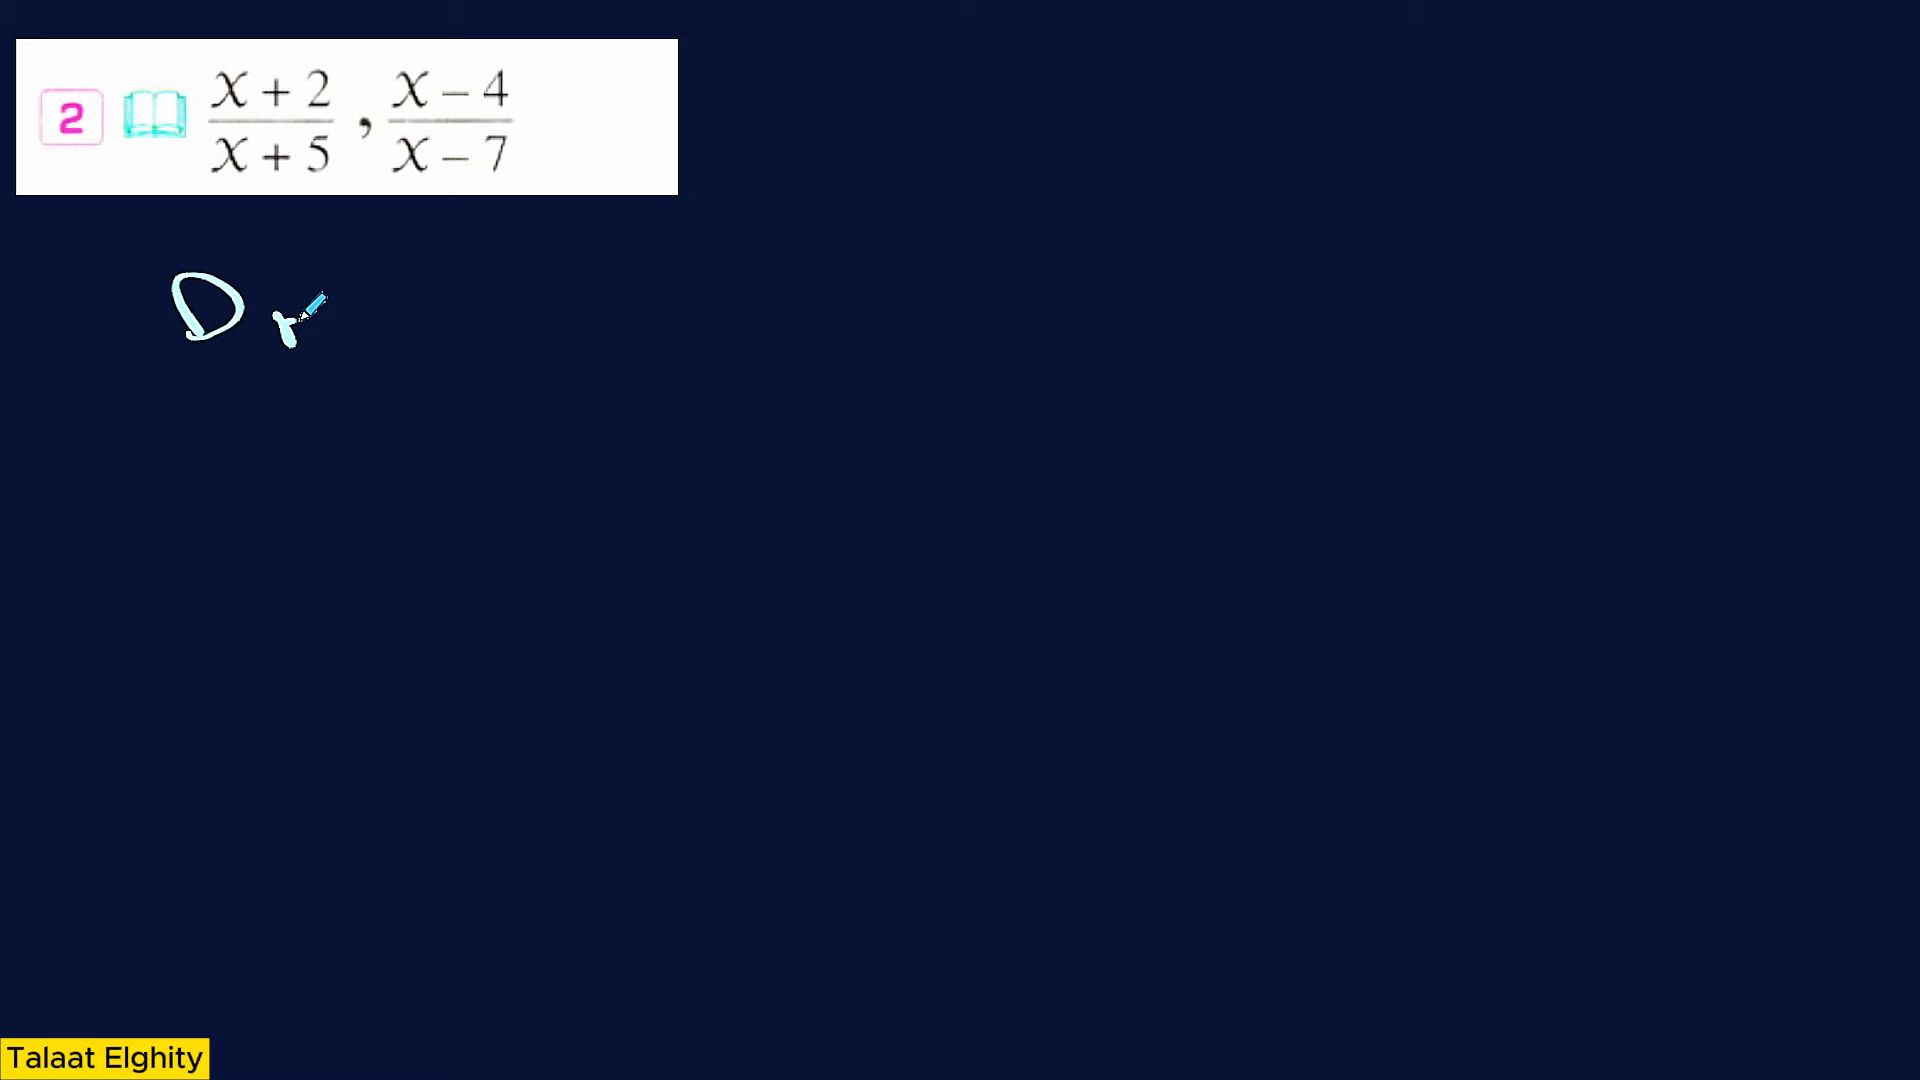 2 x + 2 / x + 5 , x - 4 / x - 7
D r
Talaat Elghity